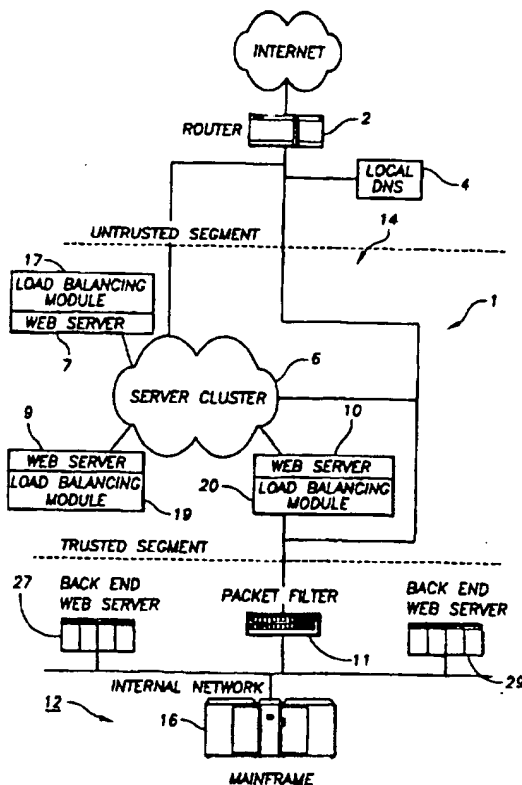 INTERNET
ROUTER
2
LOCAL
DNS
4
UNTRUSTED SEGMENT
14
17
LOAD BALANCING
MODULE
WEB SERVER
7
1
6
SERVER CLUSTER
9
WEB SERVER
LOAD BALANCING
MODULE
19
10
WEB SERVER
20
LOAD BALANCING
MODULE
TRUSTED SEGMENT
27
BACK END
WEB SERVER
PACKET FILTER
11
BACK END
WEB SERVER
29
INTERNAL NETWORK
12
16
MAINFRAME